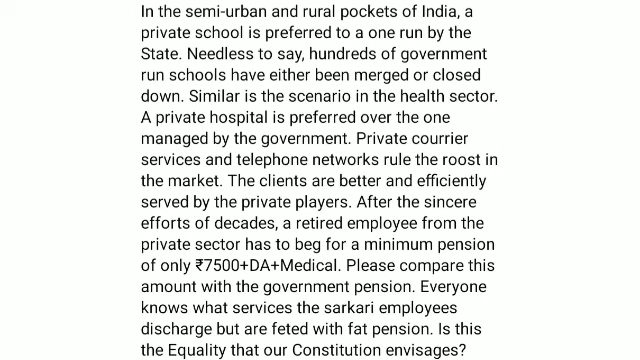 In the semi-urban and rural pockets of India, a
private school is preferred to a one run by the
State. Needless to say, hundreds of government
run schools have either been merged or closed
down. Similar is the scenario in the health sector.
A private hospital is preferred over the one
managed by the government. Private courrier
services and telephone networks rule the roost in
the market. The clients are better and efficiently
served by the private players. After the sincere
efforts of decades, a retired employee from the
private sector has to beg for a minimum pension
of only ₹7500+DA+Medical. Please compare this
amount with the government pension. Everyone
knows what services the sarkari employees
discharge but are feted with fat pension. Is this
the Equality that our Constitution envisages?